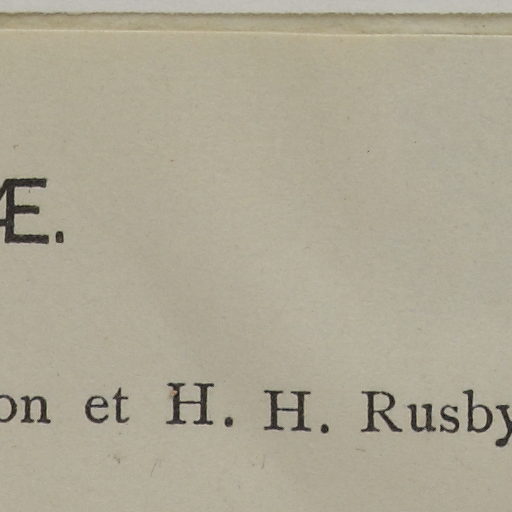 Æ.
on et H. H. Rusby